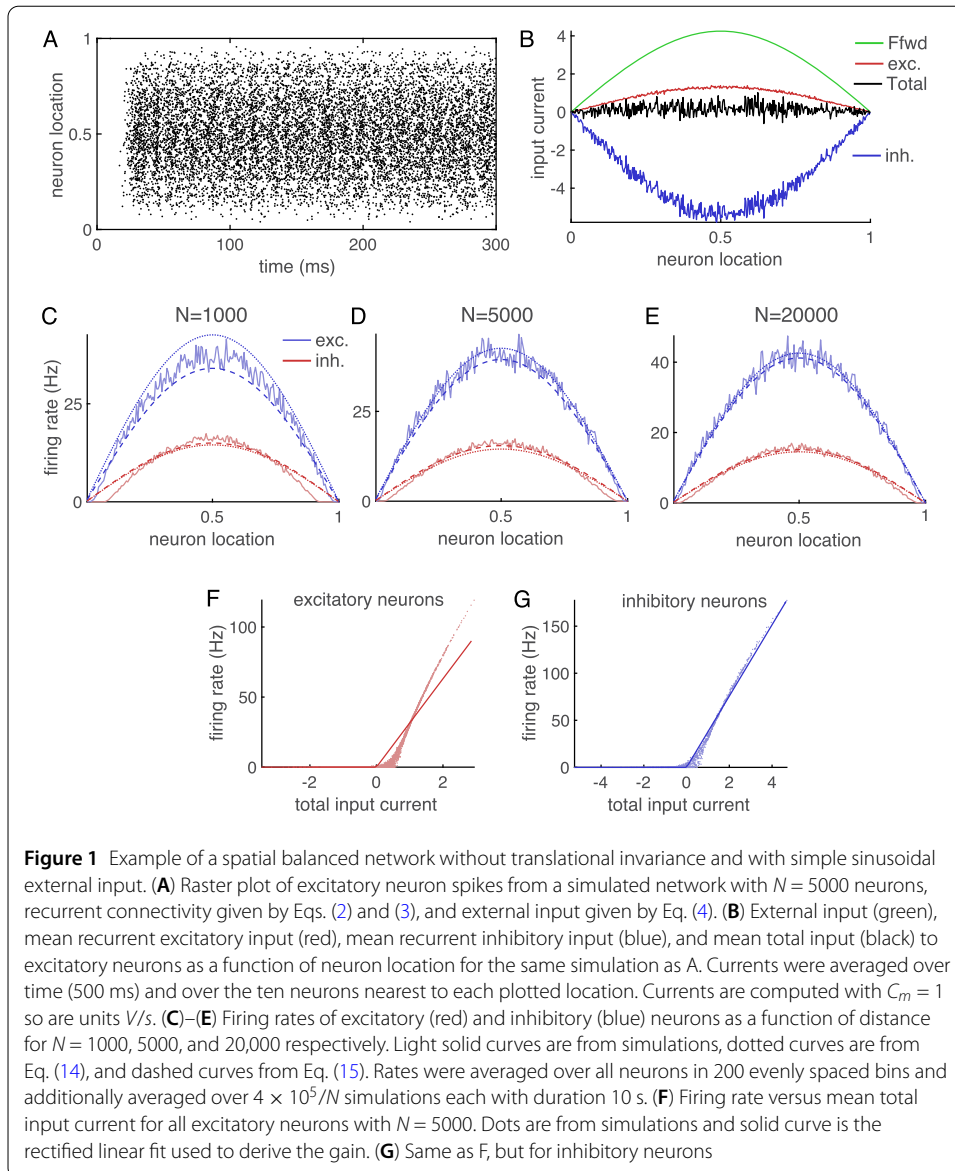 A
1
0.5
0
neuron location
0
100
200
300
time (ms)
B
4
2
0
-2
-4
input current
0
0.5
1
neuron location
Ffwd
exc.
Total
inh.
C
N=1000
25
0
firing rate (Hz)
0.5
1
neuron location
exc.
inh.
D
N=5000
25
0
0.5
1
neuron location
E
N=20000
40
20
0
0.5
1
neuron location
F
excitatory neurons
100
50
0
firing rate (Hz)
-2
0
2
total input current
G
inhibitory neurons
150
100
50
0
firing rate (Hz)
-4
-2
0
2
4
total input current
Figure 1 Example of a spatial balanced network without translational invariance and with simple sinusoidal
external input. (A) Raster plot of excitatory neuron spikes from a simulated network with N = 5000 neurons,
recurrent connectivity given by Eqs. (2) and (3), and external input given by Eq. (4). (B) External input (green),
mean recurrent excitatory input (red), mean recurrent inhibitory input (blue), and mean total input (black) to
excitatory neurons as a function of neuron location for the same simulation as A. Currents were averaged over
time (500 ms) and over the ten neurons nearest to each plotted location. Currents are computed with Cm = 1
so are units V/s. (C)–(E) Firing rates of excitatory (red) and inhibitory (blue) neurons as a function of distance
for N = 1000, 5000, and 20,000 respectively. Light solid curves are from simulations, dotted curves are from
Eq. (14), and dashed curves from Eq. (15). Rates were averaged over all neurons in 200 evenly spaced bins and
additionally averaged over 4 × 10⁵/N simulations each with duration 10 s. (F) Firing rate versus mean total
input current for all excitatory neurons with N = 5000. Dots are from simulations and solid curve is the
rectified linear fit used to derive the gain. (G) Same as F, but for inhibitory neurons